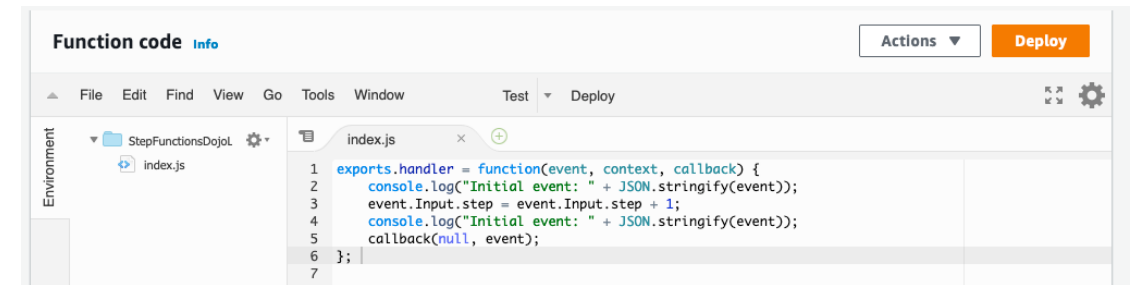 Function code Info
Actions ▼ Deploy
File Edit Find View Go Tools Window Test Deploy
Environment
StepFunctionsDojoL
index.js
index.js ×
1 exports.handler = function(event, context, callback) {
2     console.log("Initial event: " + JSON.stringify(event));
3     event.Input.step = event.Input.step + 1;
4     console.log("Initial event: " + JSON.stringify(event));
5     callback(null, event);
6 };
7